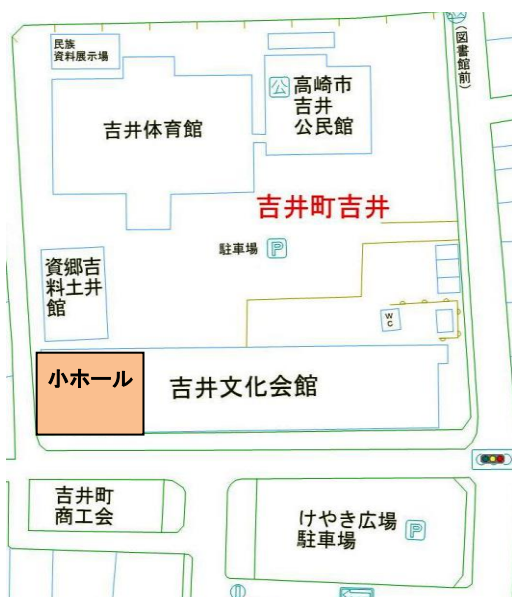 民族
資料展示場
(図書館前)
公
高崎市
吉井
公民館
吉井体育館
吉井町吉井
駐車場 P
資郷吉
料土井
館
WC
小ホール
吉井文化会館
吉井町
商工会
けやき広場
駐車場
P